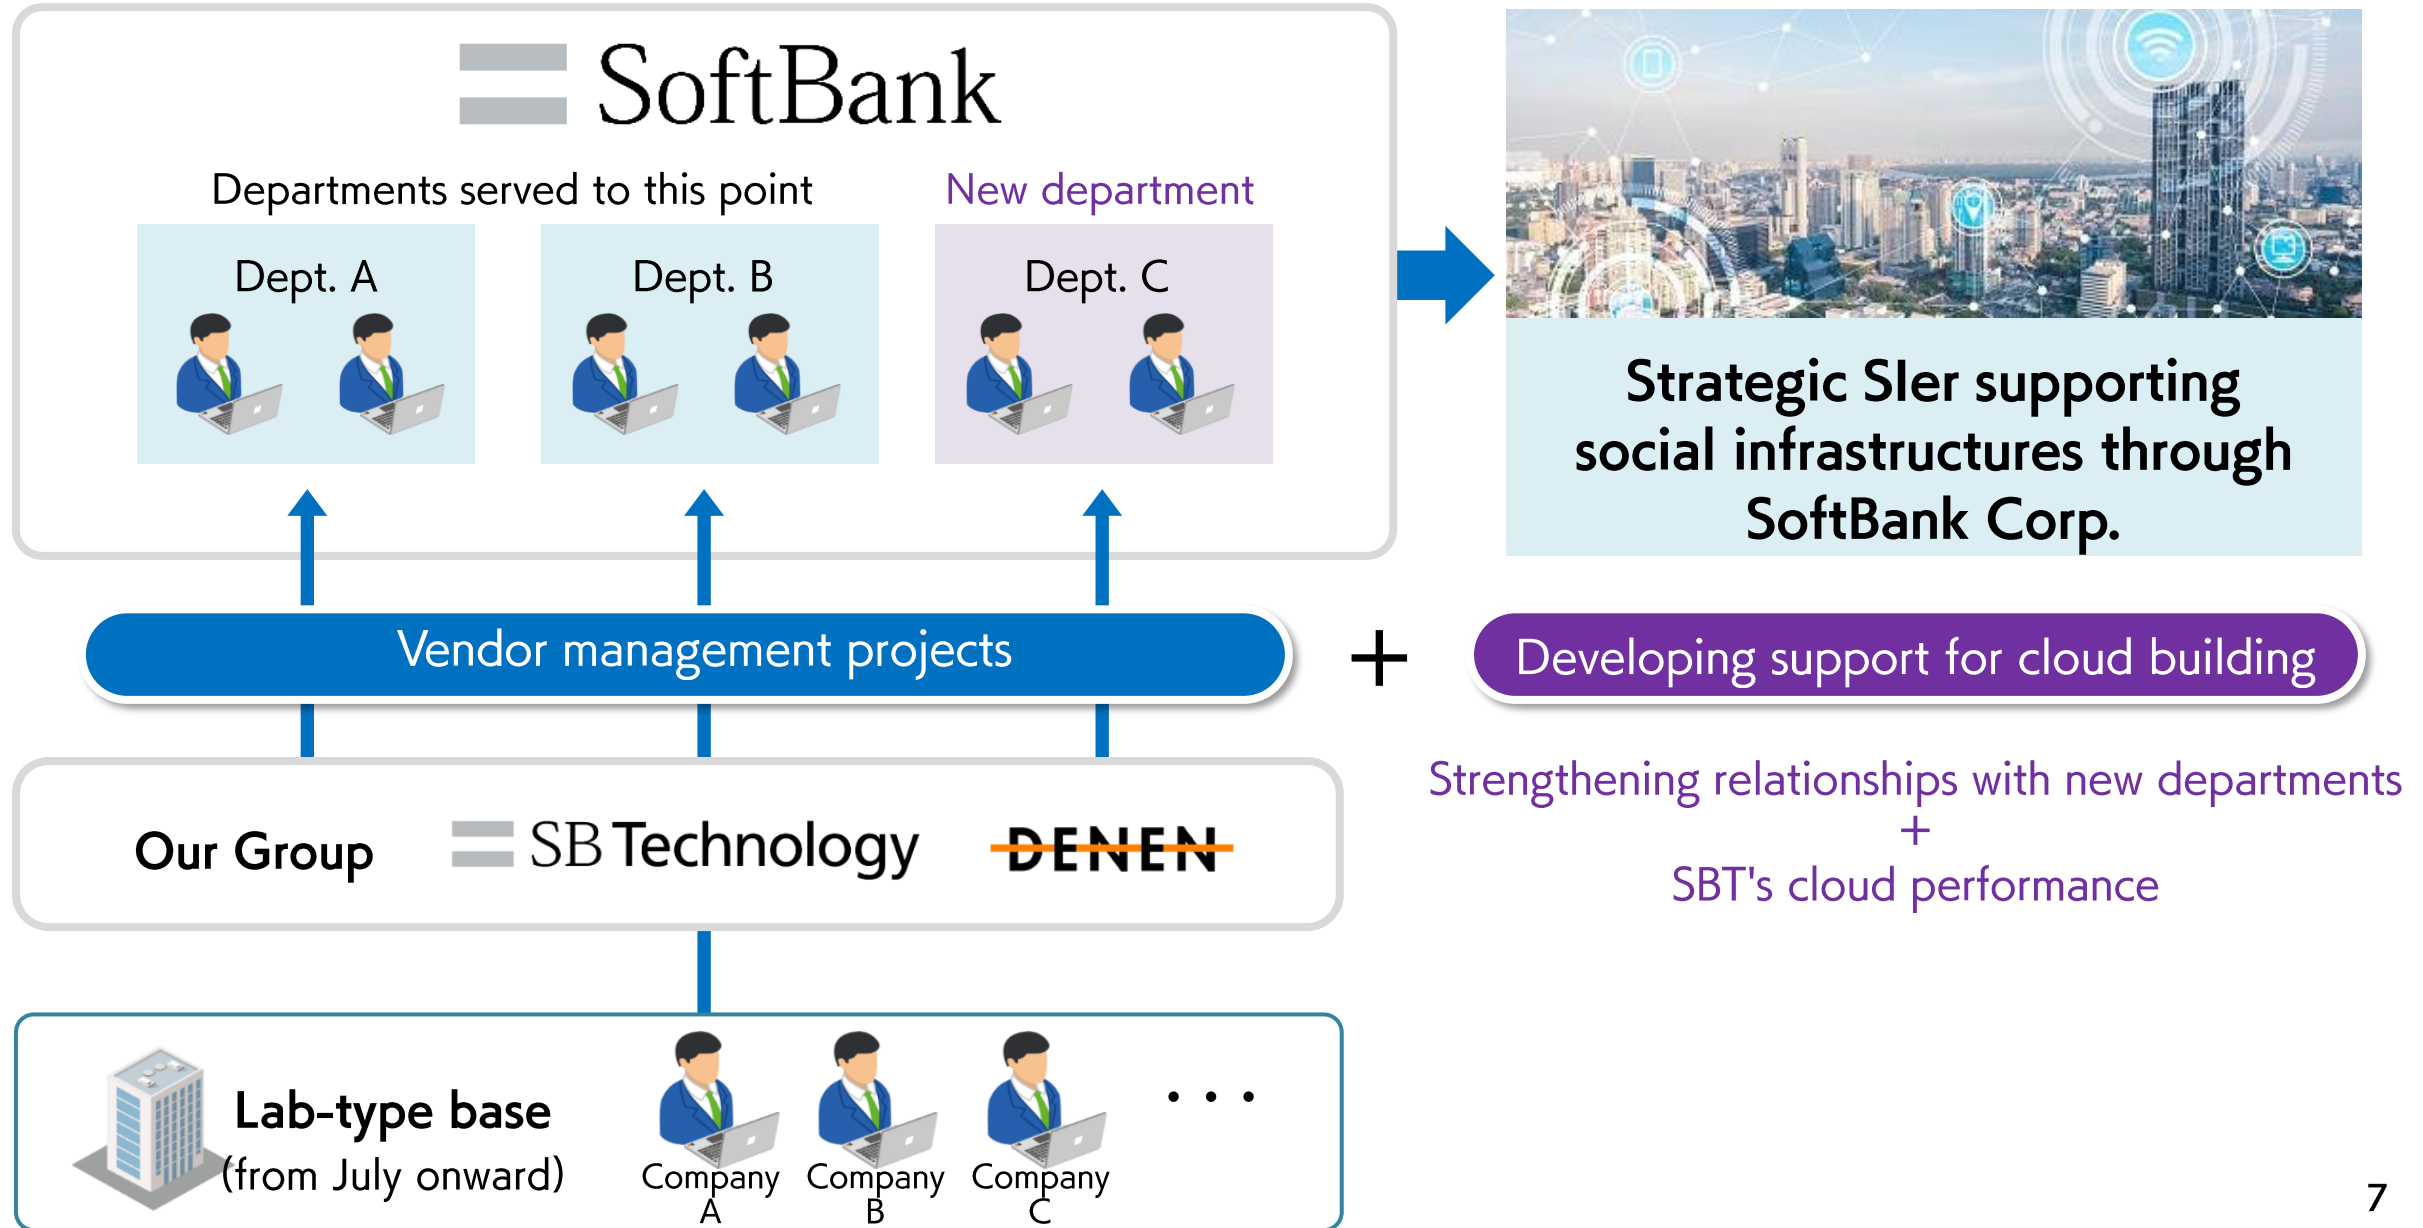 SoftBank
Departments served to this point
New department
Dept. A
Dept. B
Dept. C
Strategic SIer supporting
social infrastructures through
SoftBank Corp.
Vendor management projects
+
Developing support for cloud building
Strengthening relationships with new departments
+
SBT's cloud performance
Our Group
SB Technology
DENEN
Lab-type base
(from July onward)
Company
A
Company
B
Company
C
・・・
7